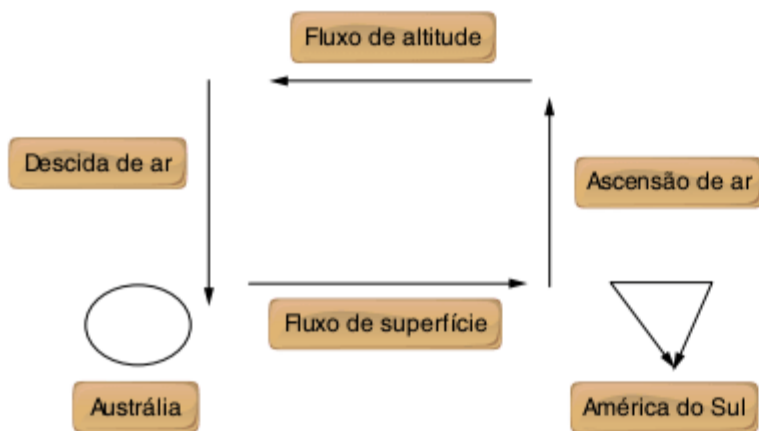 Fluxo de altitude
Descida de ar
Ascensão de ar
Fluxo de superfície
Austrália
América do Sul